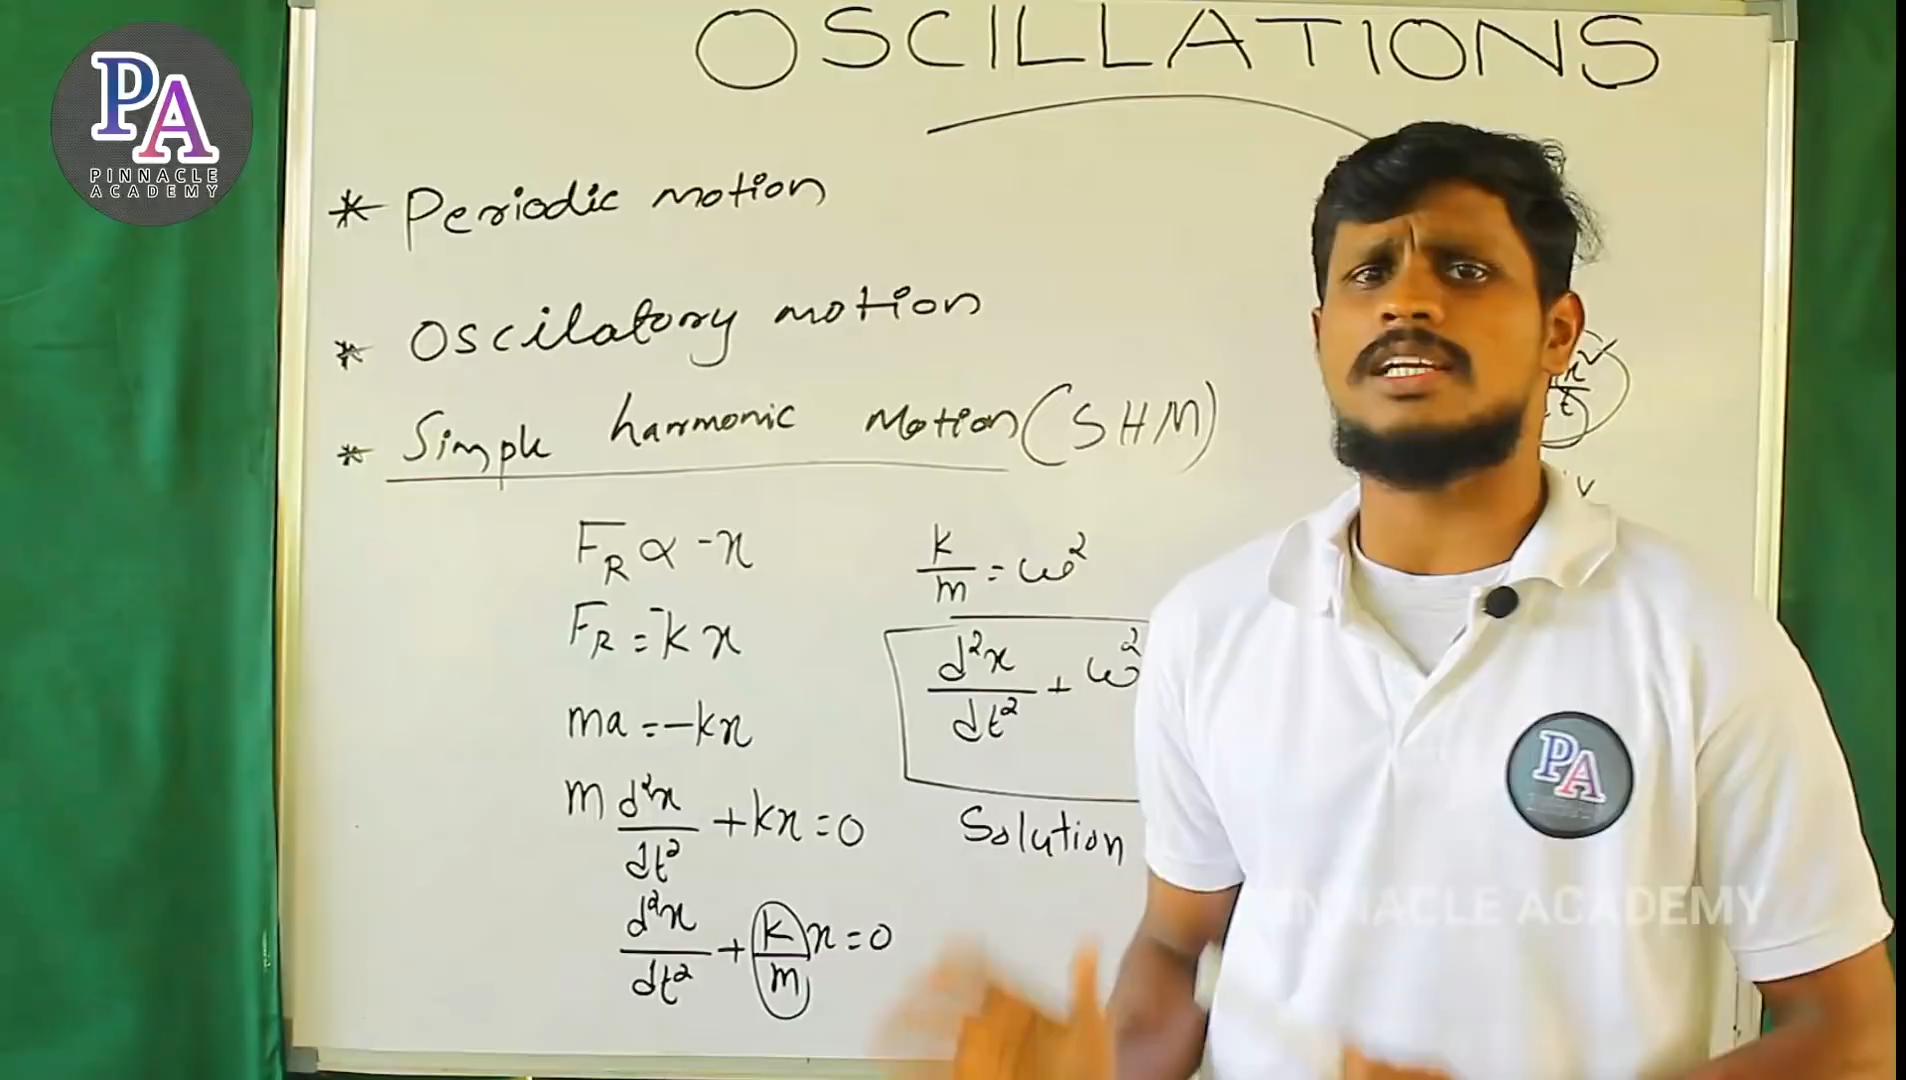 OSCILLATIONS
PA
PINNACLE
ACADEMY
* Periodic motion
* Oscilatory motion
* Simple harmonic Motion (SHM)
F_R ∝ -x
F_R = -kx
ma = -kx
m d²x/dt² + kx = 0
d²x/dt² + k/m x = 0
k/m = ω²
d²x/dt² + ω²
Solution
v
PA
PINNACLE ACADEMY